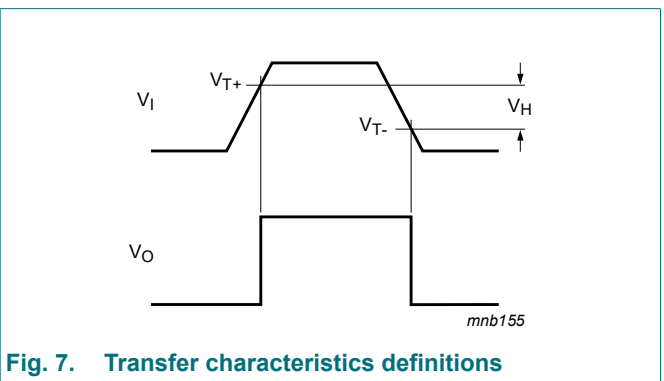 VT+
VI
VH
VT-
VO
mnb155
Fig. 7. Transfer characteristics definitions